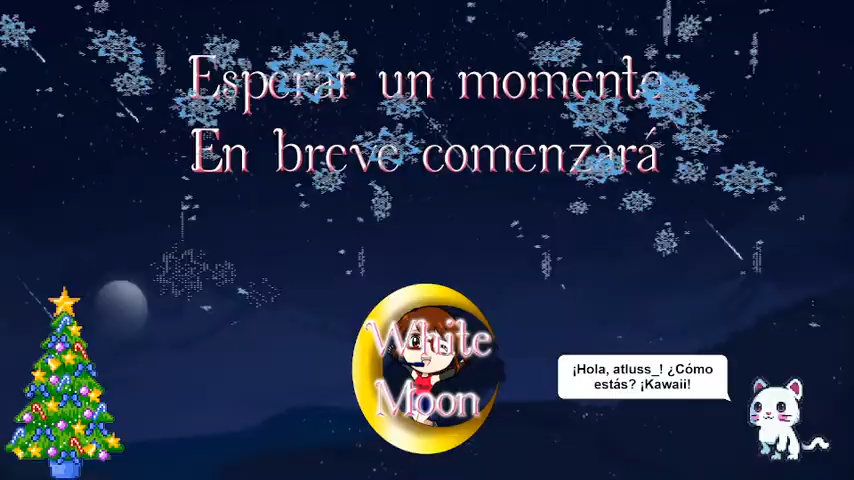 Esperar un momento
En breve comenzará
White
Moon
¡Hola, atluss_! ¿Cómo
estás? ¡Kawaii!